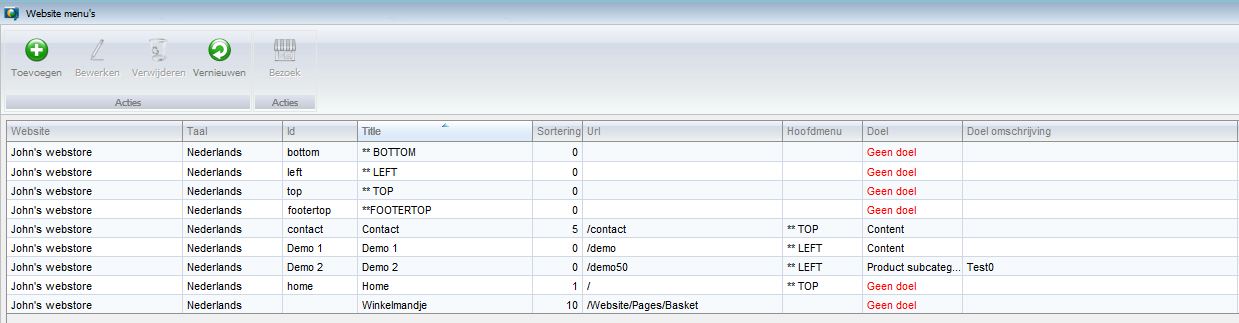 Website menu's
Toevoegen Bewerken Verwijderen Vernieuwen Bezoek
Acties Acties
Website Taal Id Title Sortering Url Hoofdmenu Doel Doel omschrijving
John's webstore Nederlands bottom ** BOTTOM 0 Geen doel
John's webstore Nederlands left ** LEFT 0 Geen doel
John's webstore Nederlands top ** TOP 0 Geen doel
John's webstore Nederlands footertop **FOOTERTOP 0 Geen doel
John's webstore Nederlands contact Contact 5 /contact ** TOP Content
John's webstore Nederlands Demo 1 Demo 1 0 /demo ** LEFT Content
John's webstore Nederlands Demo 2 Demo 2 0 /demo50 ** LEFT Product subcateg... Test0
John's webstore Nederlands home Home 1 / ** TOP Geen doel
John's webstore Nederlands Winkelmandje 10 /Website/Pages/Basket Geen doel